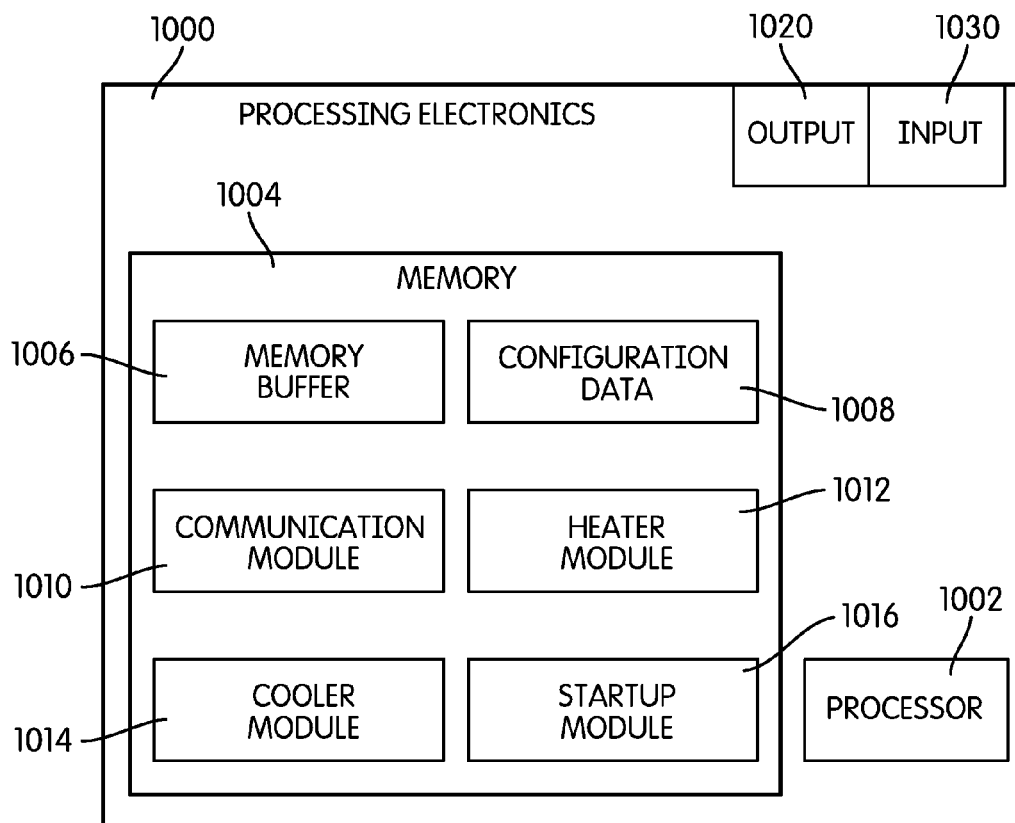 1000
1020
1030
PROCESSING ELECTRONICS
OUTPUT
INPUT
1004
MEMORY
1006
MEMORY
BUFFER
CONFIGURATION
DATA
1008
1012
COMMUNICATION
MODULE
HEATER
MODULE
1010
1002
1016
COOLER
MODULE
STARTUP
MODULE
PROCESSOR
1014